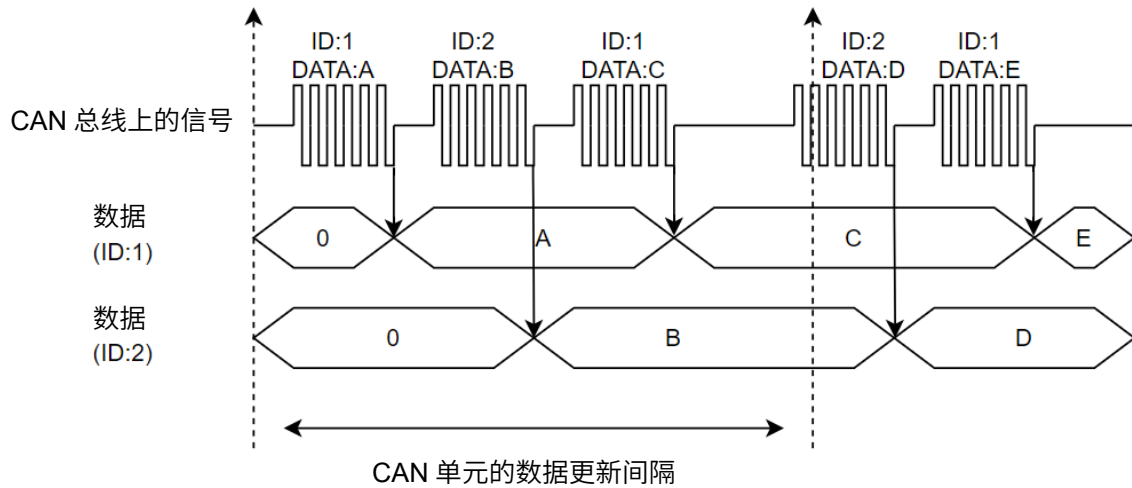 ID:1 ID:2 ID:1 ID:2 ID:1
DATA:A DATA:B DATA:C DATA:D DATA:E
CAN 总线上的信号
数据
(ID:1)
0 A C E
数据
(ID:2)
0 B D
CAN 单元的数据更新间隔